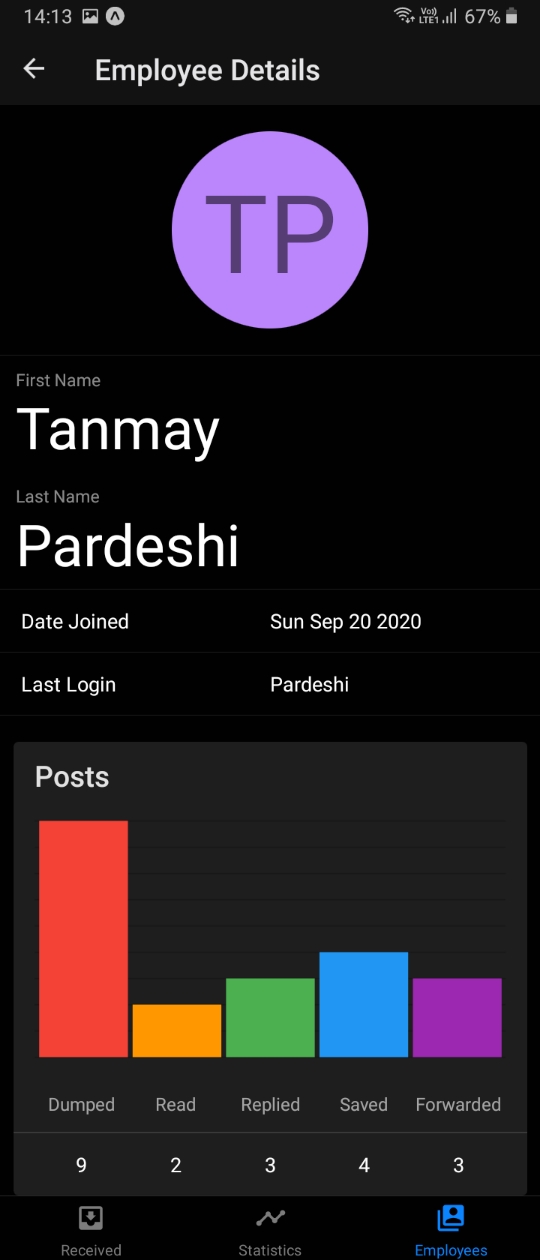 14:13 Vo)) LTE1 67%
Employee Details
TP
First Name
Tanmay
Last Name
Pardeshi
Date Joined Sun Sep 20 2020
Last Login Pardeshi
Posts
Dumped Read Replied Saved Forwarded
9 2 3 4 3
Received Statistics Employees